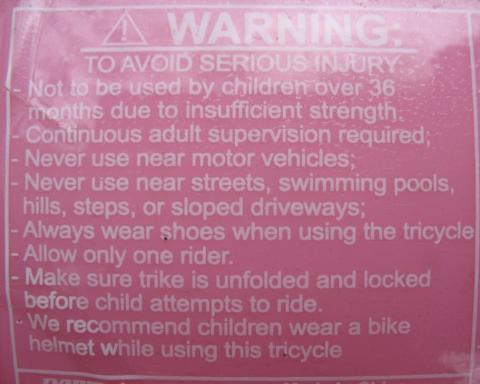 WARNING:
TO AVOID SERIOUS INJURY
- Not to be used by children over 36
months due to insufficient strength.
- Continuous adult supervision required;
- Never use near motor vehicles;
- Never use near streets, swimming pools,
hills, steps, or sloped driveways;
- Always wear shoes when using the tricycle
- Allow only one rider.
- Make sure trike is unfolded and locked
before child attempts to ride.
- We recommend children wear a bike
helmet while using this tricycle